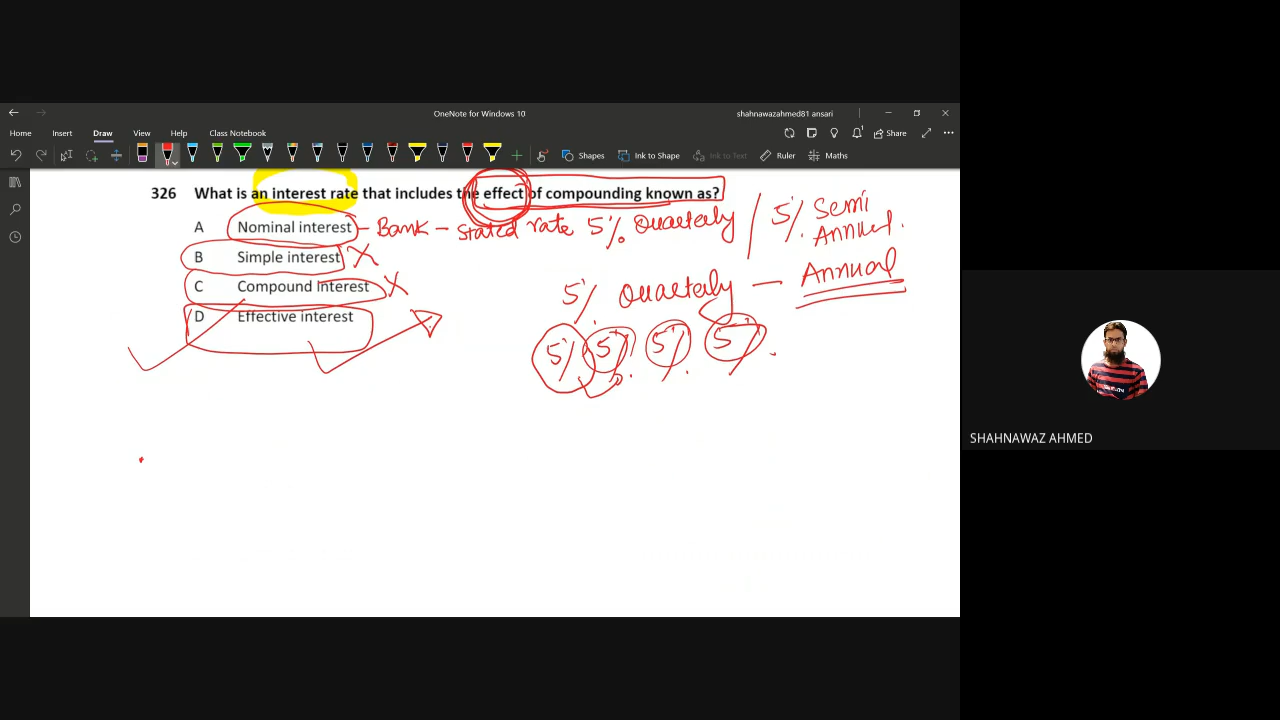 OneNote for Windows 10
shahnawazahmed81 ansari
Home Insert Draw View Help Class Notebook
Share
Shapes Ink to Shape Ink to Text Ruler Maths
326 What is an interest rate that includes the effect of compounding known as?
A Nominal interest - Bank - Stated rate 5% Quarterly / 5% Semi Annual.
B Simple interest X
C Compound interest X
5% Quarterly — Annual
D Effective interest
5% 5% 5% 5%
SHAHNAWAZ AHMED